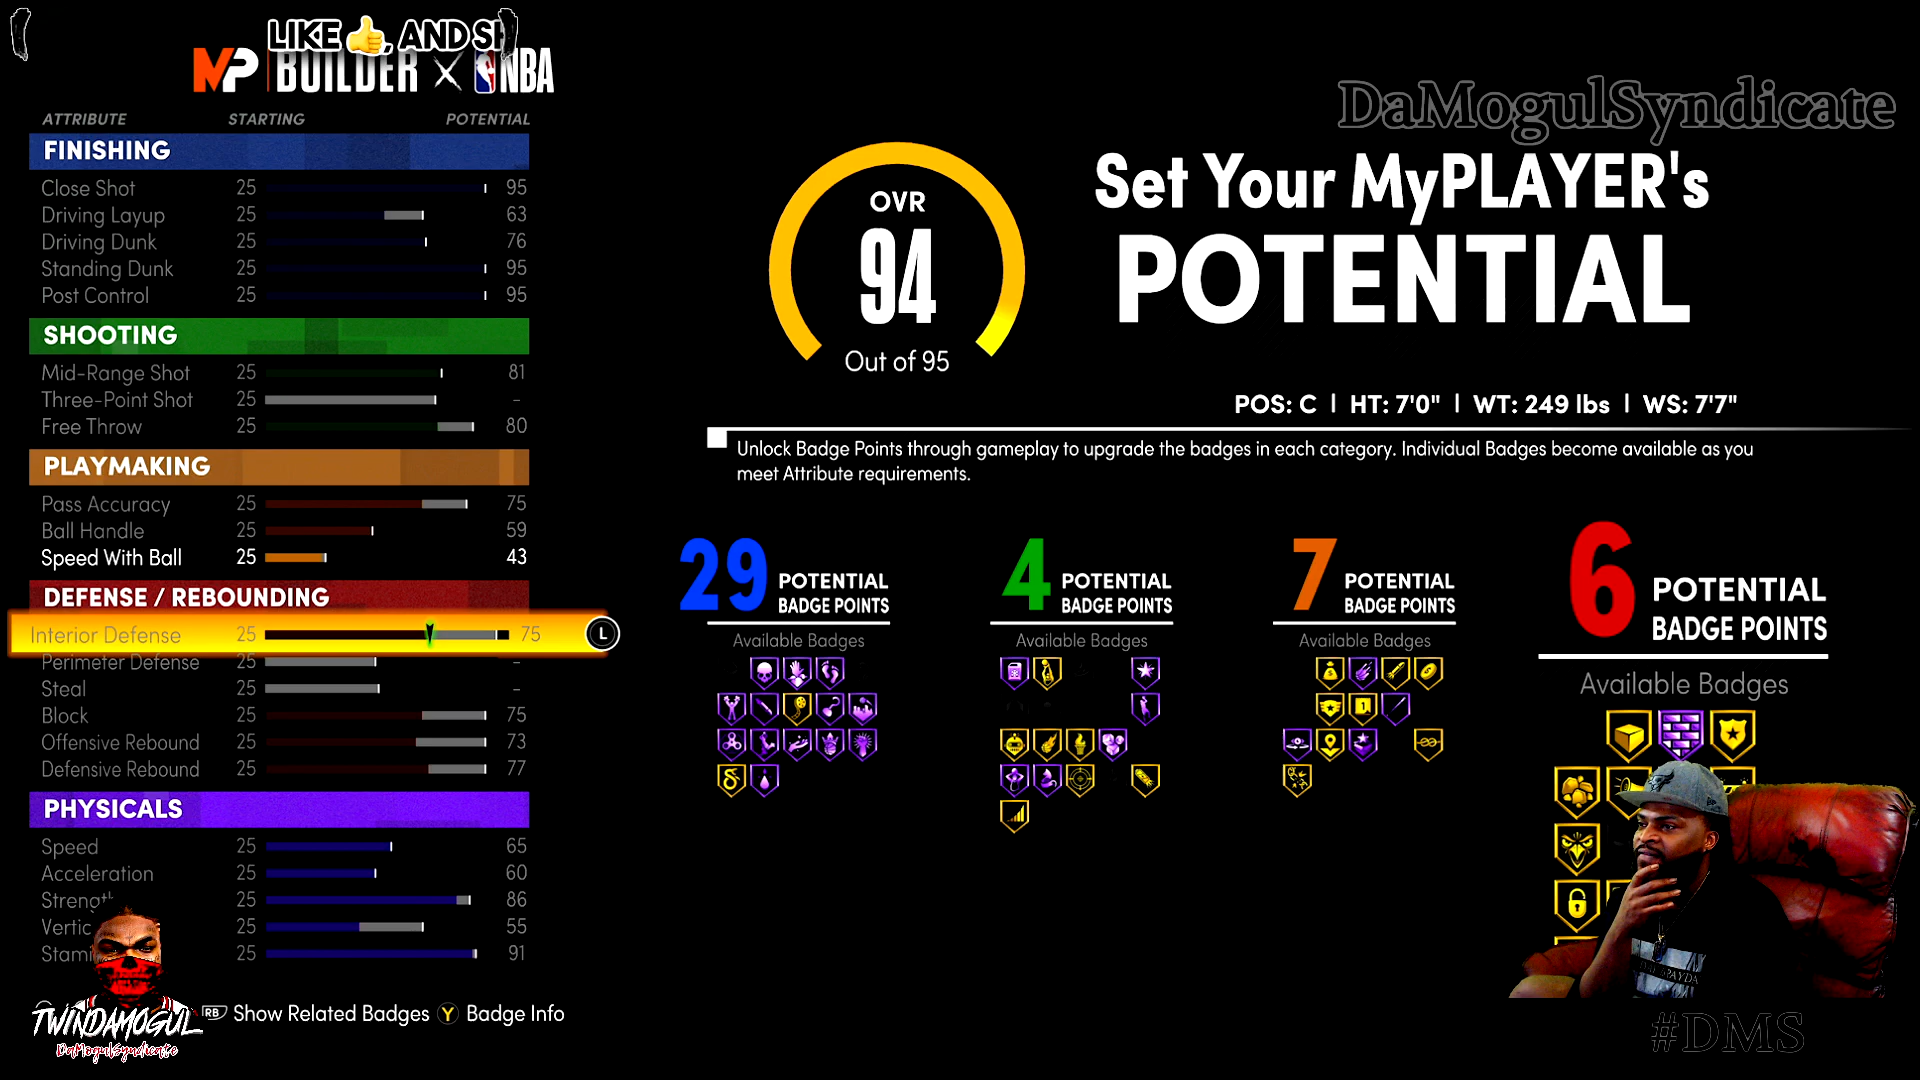 LIKE 👍 AND SH
MP BUILDER X NBA
DaMogulSyndicate
ATTRIBUTE STARTING POTENTIAL
FINISHING
Close Shot 25 95
Driving Layup 25 63
Driving Dunk 25 76
Standing Dunk 25 95
Post Control 25 95
SHOOTING
Mid-Range Shot 25 81
Three-Point Shot 25 -
Free Throw 25 80
PLAYMAKING
Pass Accuracy 25 75
Ball Handle 25 59
Speed With Ball 25 43
DEFENSE / REBOUNDING
Interior Defense 25 75 L
Perimeter Defense 25 -
Steal 25 -
Block 25 75
Offensive Rebound 25 73
Defensive Rebound 25 77
PHYSICALS
Speed 25 65
Acceleration 25 60
Strengt 25 86
Vertic 25 55
Stami 25 91
RB Show Related Badges Y Badge Info
TWINDAMOGUL
DaMogulSyndicate
OVR
94
Out of 95
Set Your MyPLAYER's
POTENTIAL
POS: C | HT: 7'0" | WT: 249 lbs | WS: 7'7"
Unlock Badge Points through gameplay to upgrade the badges in each category. Individual Badges become available as you
meet Attribute requirements.
29 POTENTIAL
BADGE POINTS
Available Badges
4 POTENTIAL
BADGE POINTS
Available Badges
7 POTENTIAL
BADGE POINTS
Available Badges
6 POTENTIAL
BADGE POINTS
Available Badges
#DMS